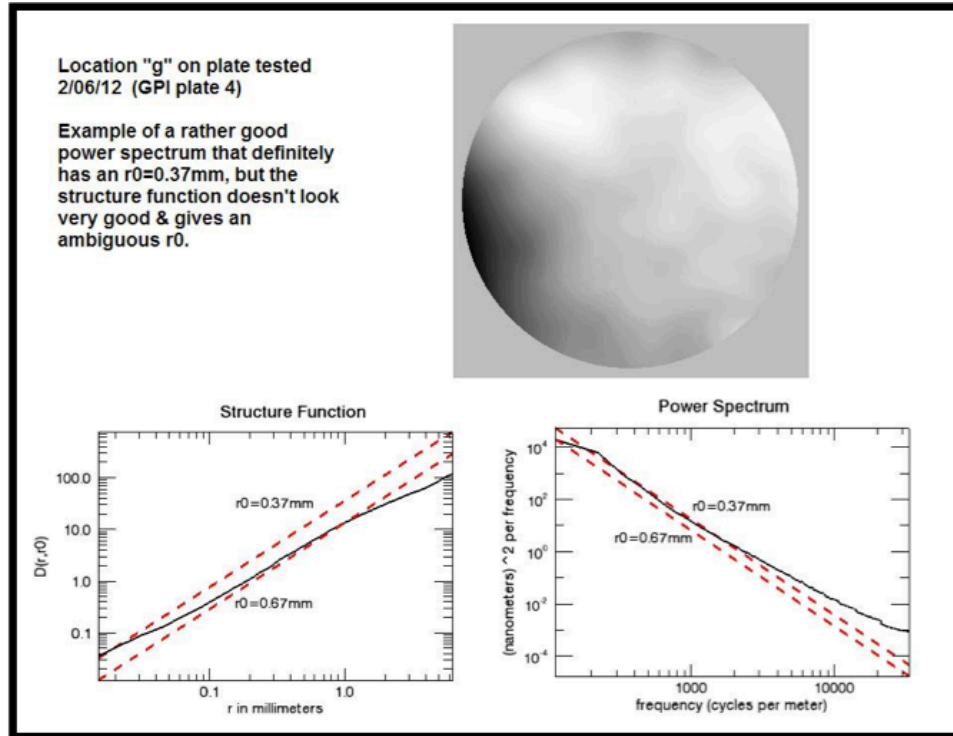 Location "g" on plate tested
2/06/12 (GPI plate 4)
Example of a rather good
power spectrum that definitely
has an r0=0.37mm, but the
structure function doesn't look
very good & gives an
ambiguous r0.
Structure Function
D(r,r0)
100.0
10.0
1.0
0.1
r0=0.37mm
r0=0.67mm
0.1
1.0
r in millimeters
Power Spectrum
(nanometers) ^2 per frequency
10^4
10^2
10^0
10^-2
10^-4
r0=0.37mm
r0=0.67mm
1000
10000
frequency (cycles per meter)